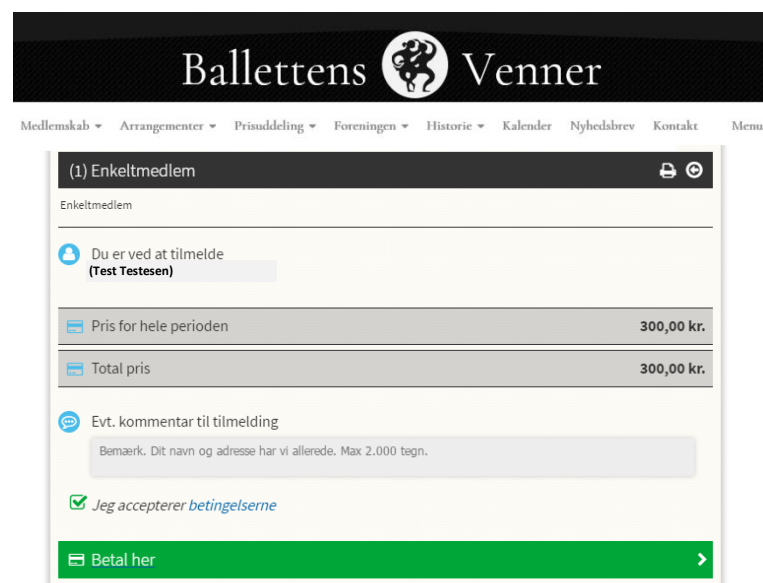 Ballettens Venner
Medlemskab Arrangementer Prisuddeling Foreningen Historie Kalender Nyhedsbrev Kontakt Menu
(1) Enkeltmedlem
Enkeltmedlem
Du er ved at tilmelde
(Test Testesen)
Pris for hele perioden 300,00 kr.
Total pris 300,00 kr.
Evt. kommentar til tilmelding
Bemærk. Dit navn og adresse har vi allerede. Max 2.000 tegn.
Jeg accepterer betingelserne
Betal her